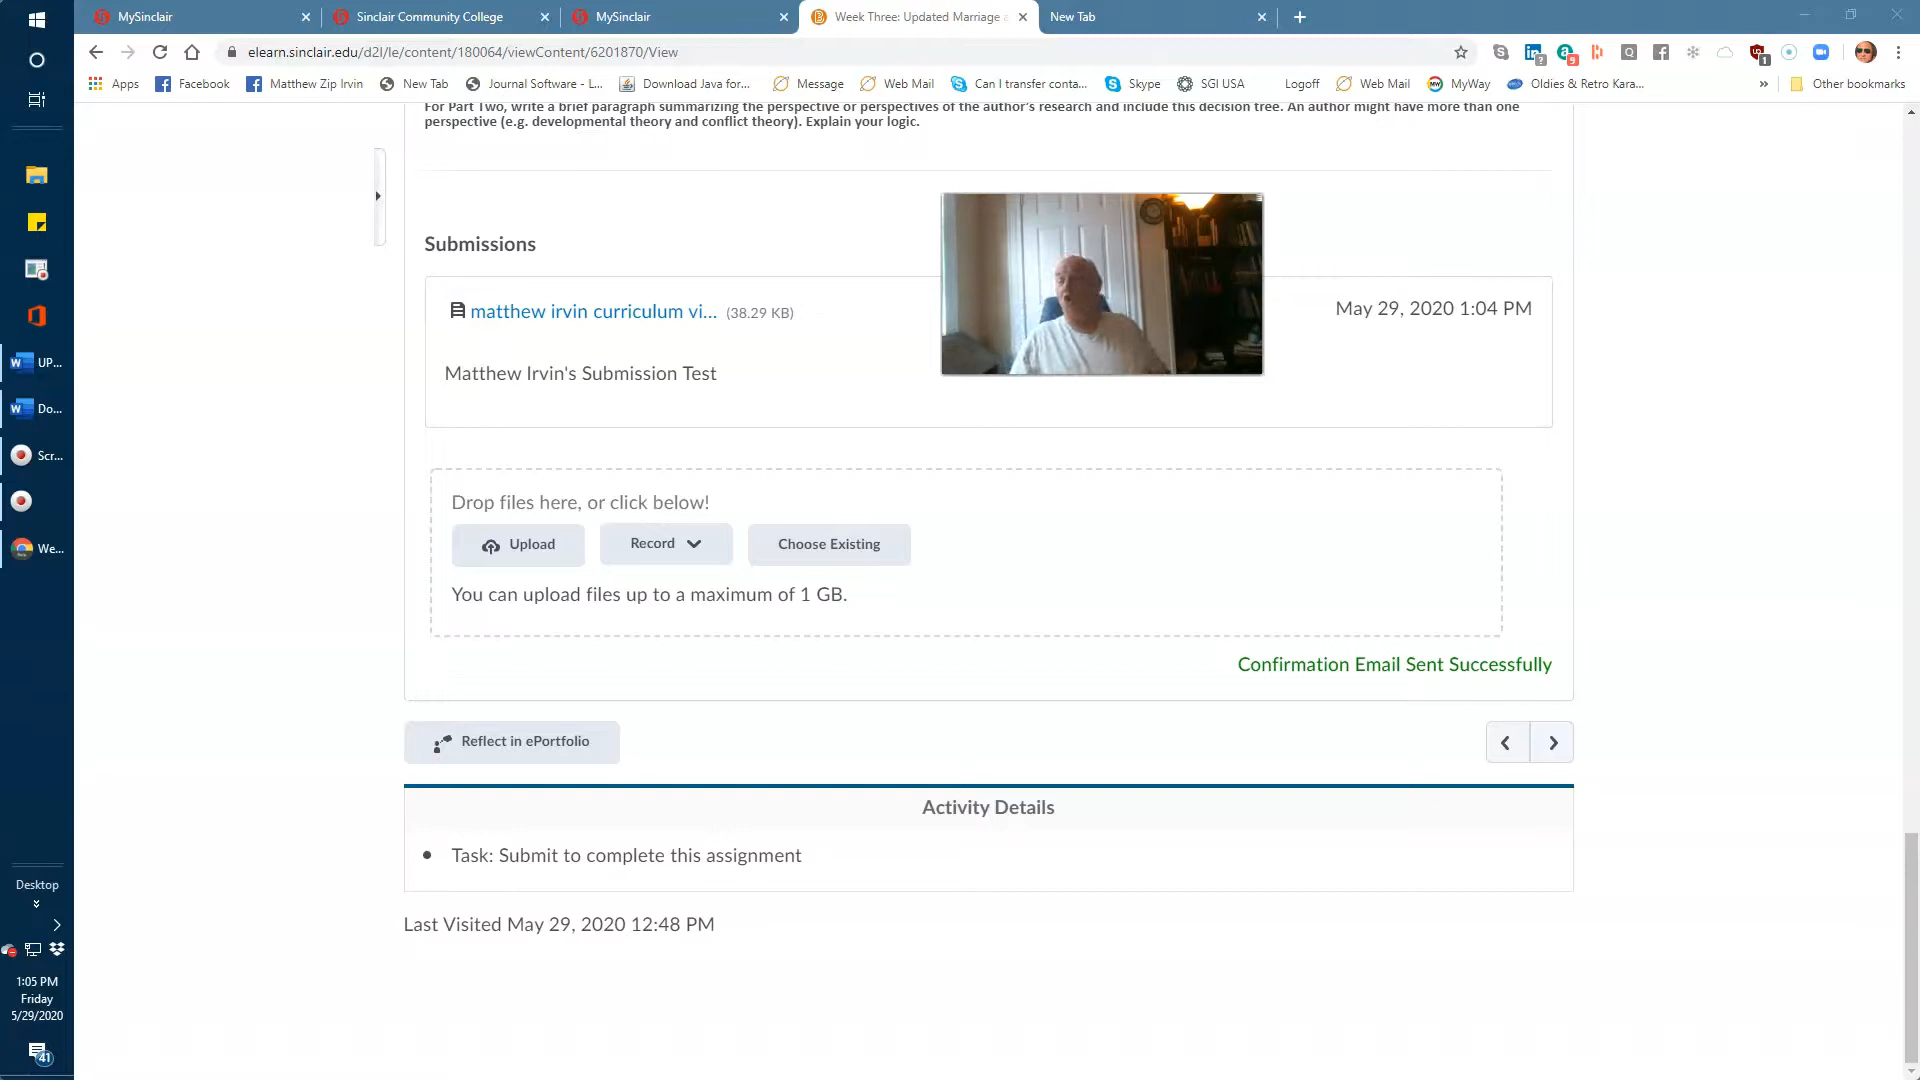 MySinclair
Sinclair Community College
MySinclair
Week Three: Updated Marriage
New Tab
elearn.sinclair.edu/d2l/le/content/180064/viewContent/6201870/View
Apps
Facebook
Matthew Zip Irvin
New Tab
Journal Software - L...
Download Java for...
Message
Web Mail
Can I transfer conta...
Skype
SGI USA
Logoff
Web Mail
MyWay
Oldies & Retro Kara...
»
Other bookmarks
For Part Two, write a brief paragraph summarizing the perspective or perspectives of the author's research and include this decision tree. An author might have more than one
perspective (e.g. developmental theory and conflict theory). Explain your logic.
Submissions
matthew irvin curriculum vi... (38.29 KB)
May 29, 2020 1:04 PM
Matthew Irvin's Submission Test
Drop files here, or click below!
Upload
Record
Choose Existing
You can upload files up to a maximum of 1 GB.
Confirmation Email Sent Successfully
Reflect in ePortfolio
Activity Details
Task: Submit to complete this assignment
Last Visited May 29, 2020 12:48 PM
UP...
Do...
Scr...
We...
Desktop
1:05 PM
Friday
5/29/2020
41